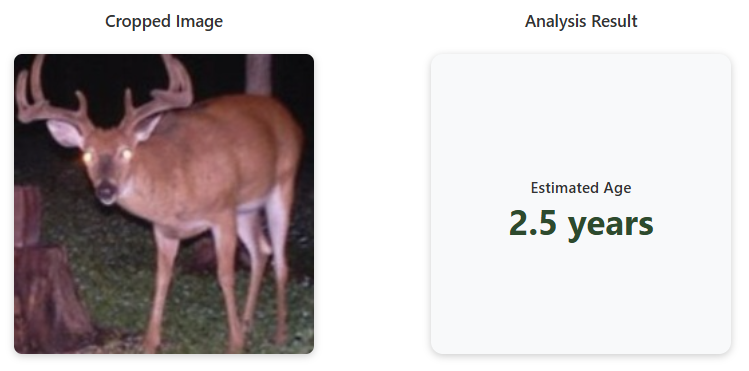 Cropped Image
Analysis Result
Estimated Age
2.5 years